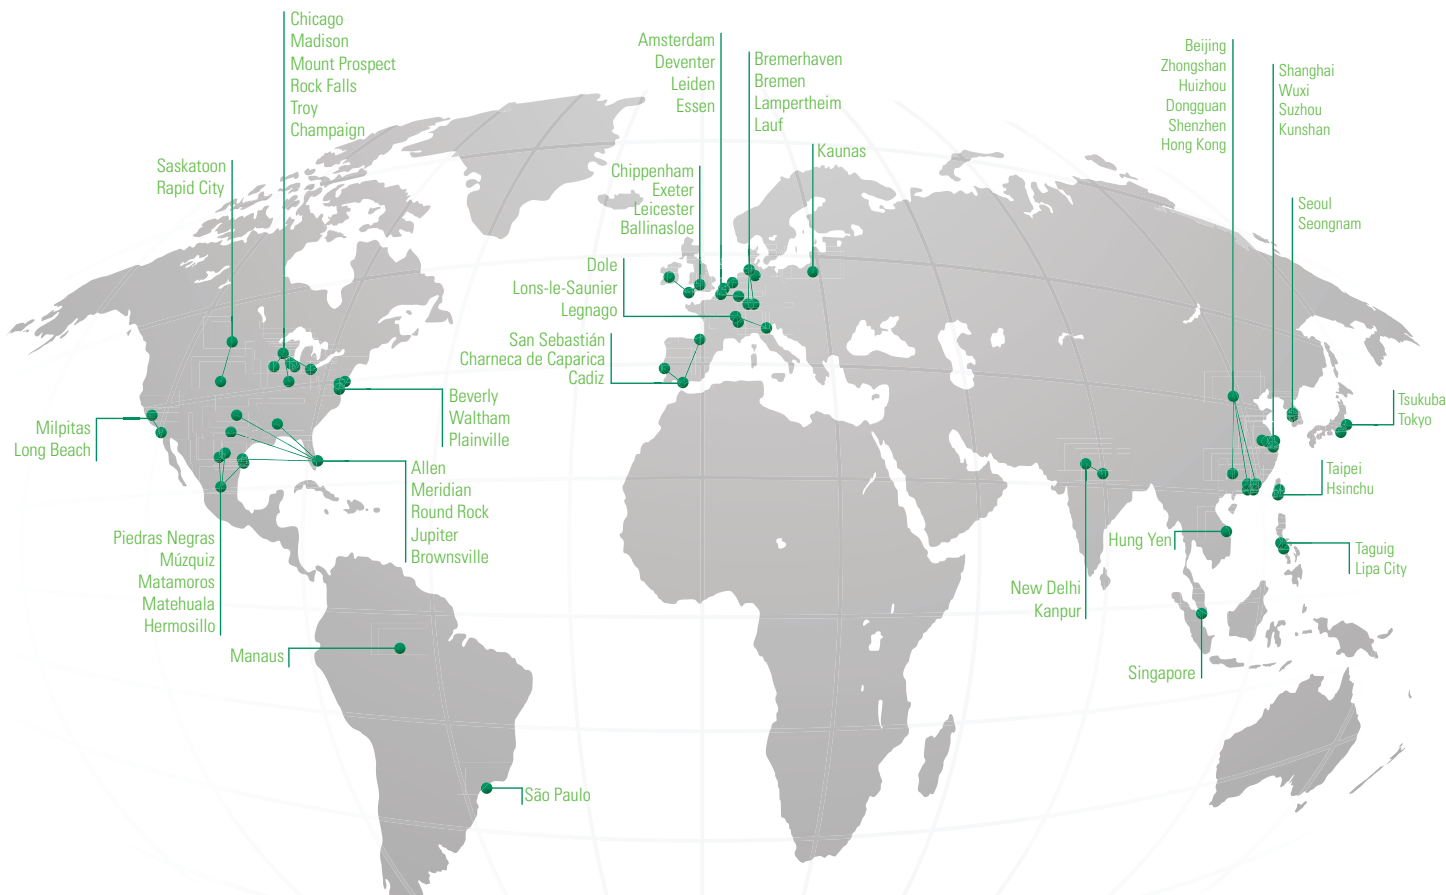 Chicago
Madison
Mount Prospect
Rock Falls
Troy
Champaign
Saskatoon
Rapid City
Amsterdam
Deventer
Leiden
Essen
Bremerhaven
Bremen
Lampertheim
Lauf
Kaunas
Chippenham
Exeter
Leicester
Ballinasloe
Dole
Lons-le-Saunier
Legnago
San Sebastián
Charneca de Caparica
Cadiz
Beijing
Zhongshan
Huizhou
Dongguan
Shenzhen
Hong Kong
Shanghai
Wuxi
Suzhou
Kunshan
Seoul
Seongnam
Tsukuba
Tokyo
Milpitas
Long Beach
Beverly
Waltham
Plainville
Allen
Meridian
Round Rock
Jupiter
Brownsville
Piedras Negras
Múzquiz
Matamoros
Matehuala
Hermosillo
Manaus
São Paulo
Taipei
Hsinchu
Hung Yen
Taguig
Lipa City
New Delhi
Kanpur
Singapore